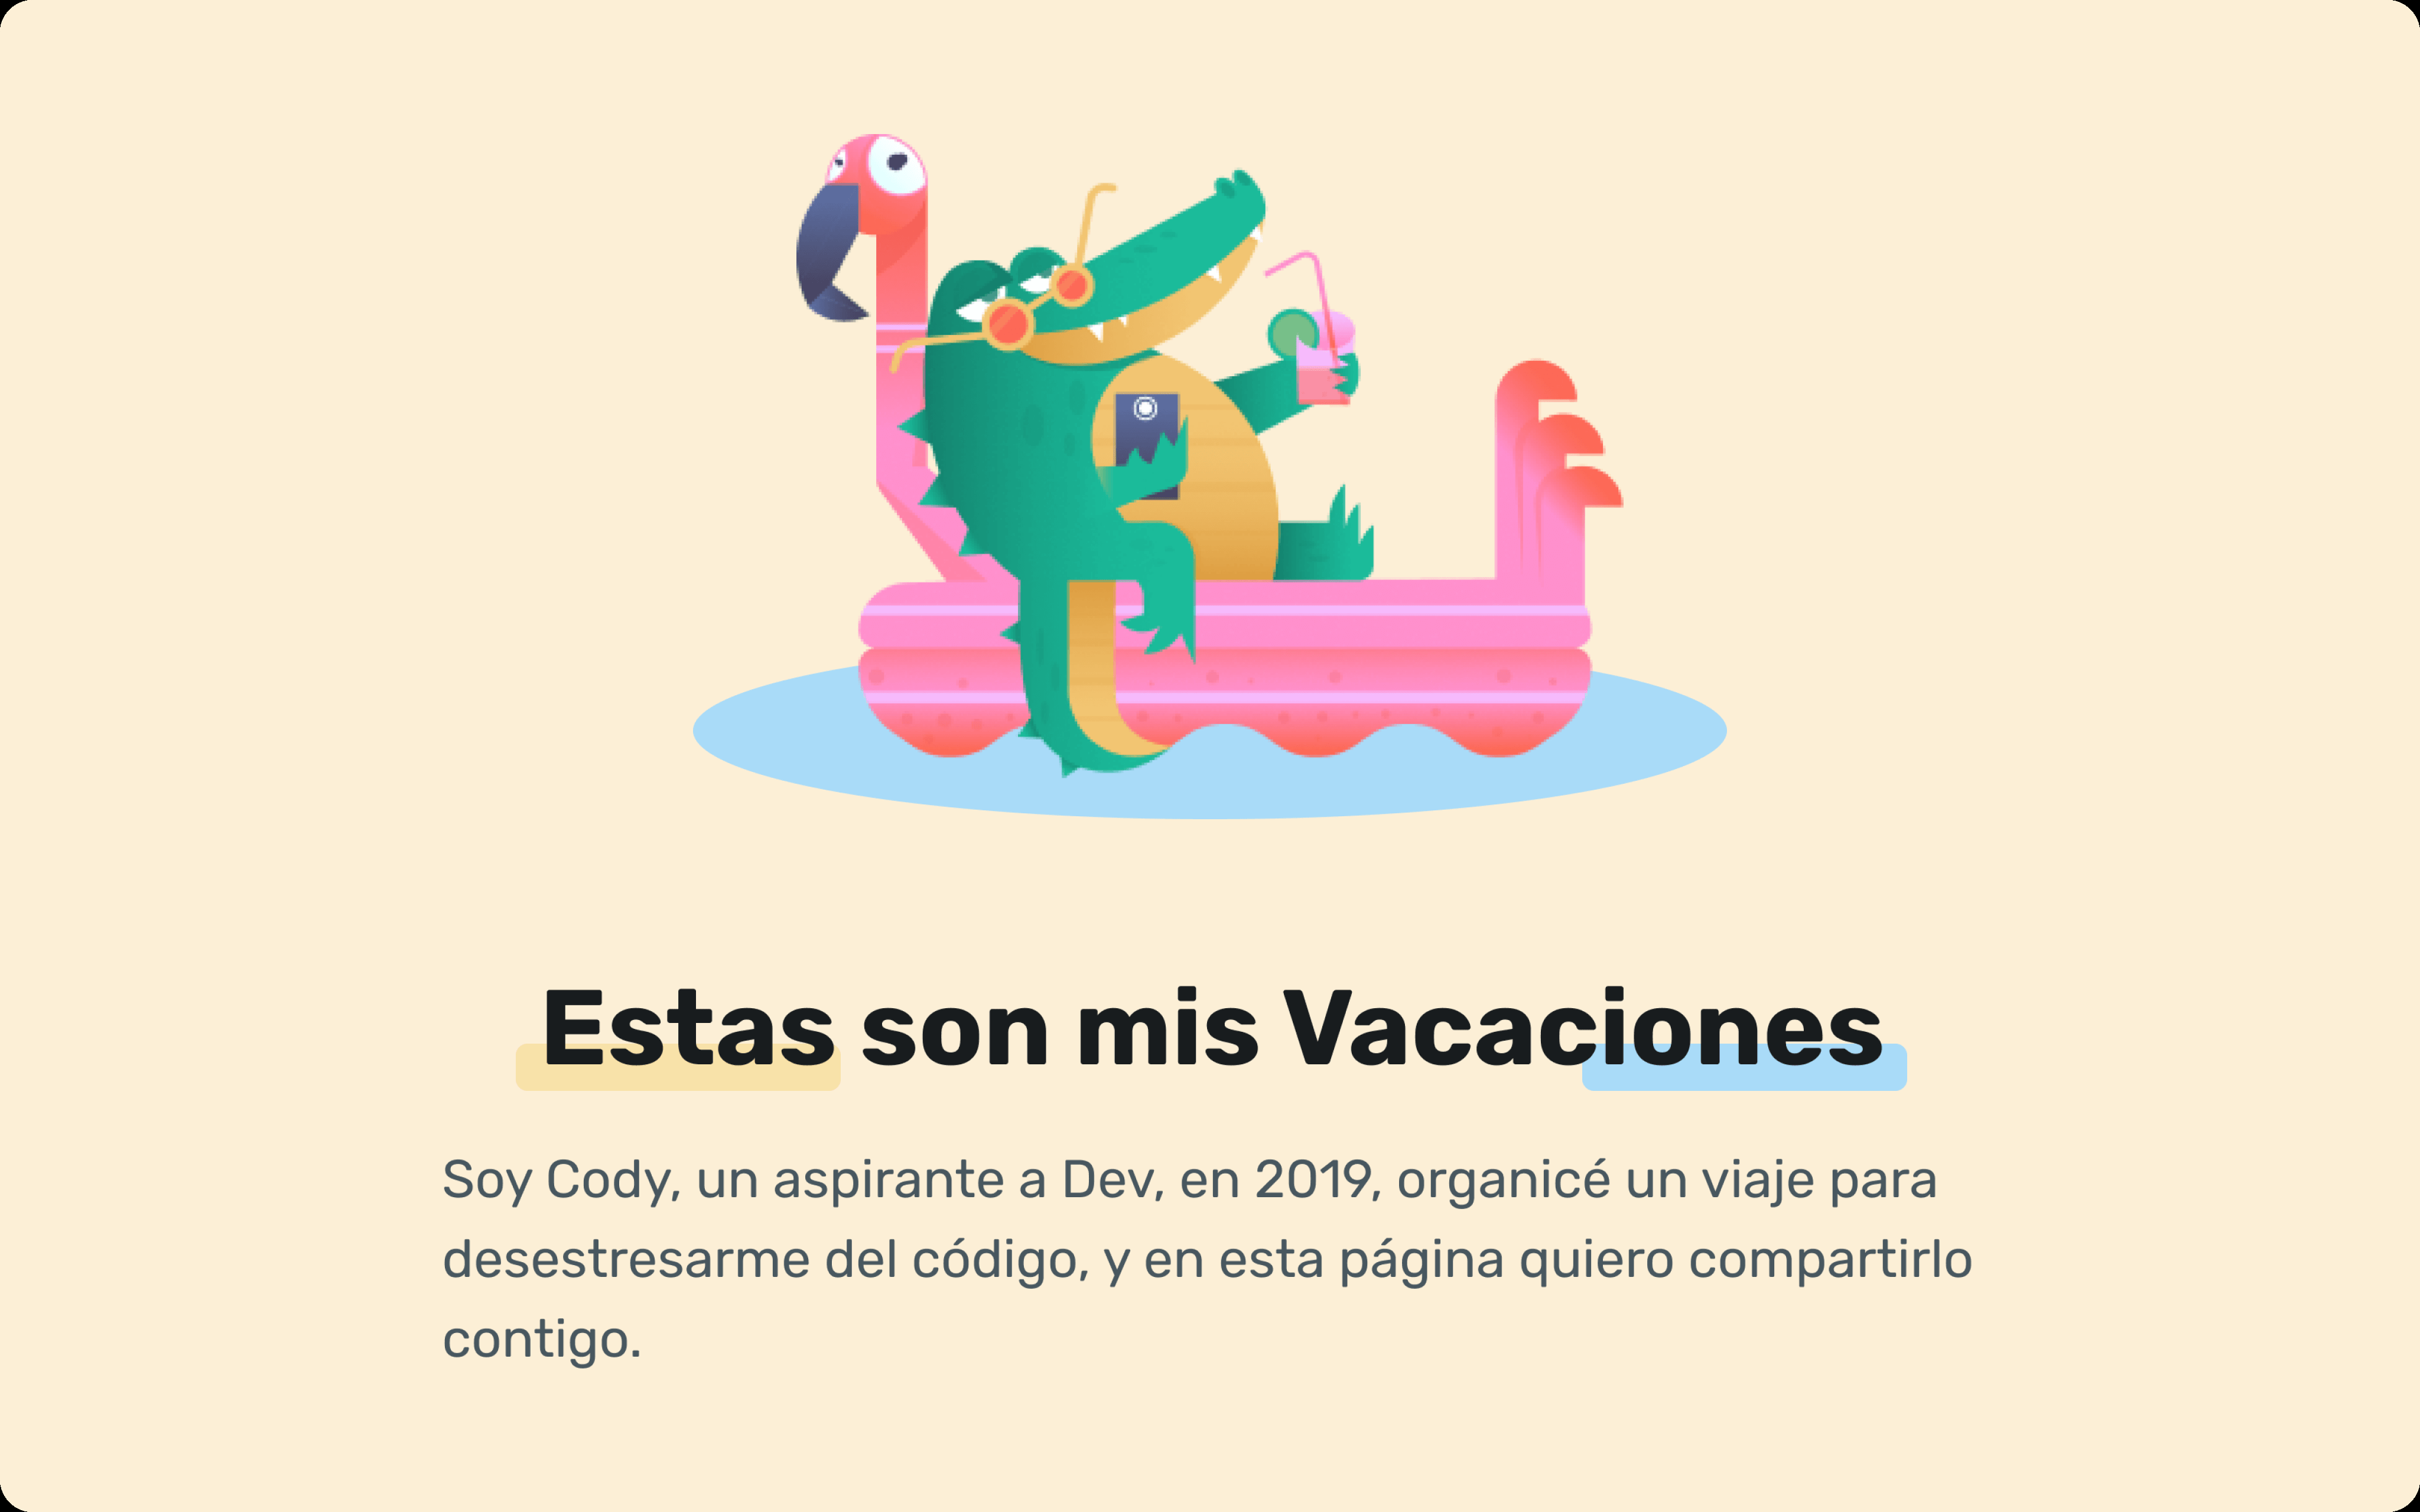 Estas son mis Vacaciones
Soy Cody, un aspirante a Dev, en 2019, organicé un viaje para
desestresarme del código, y en esta página quiero compartirlo
contigo.